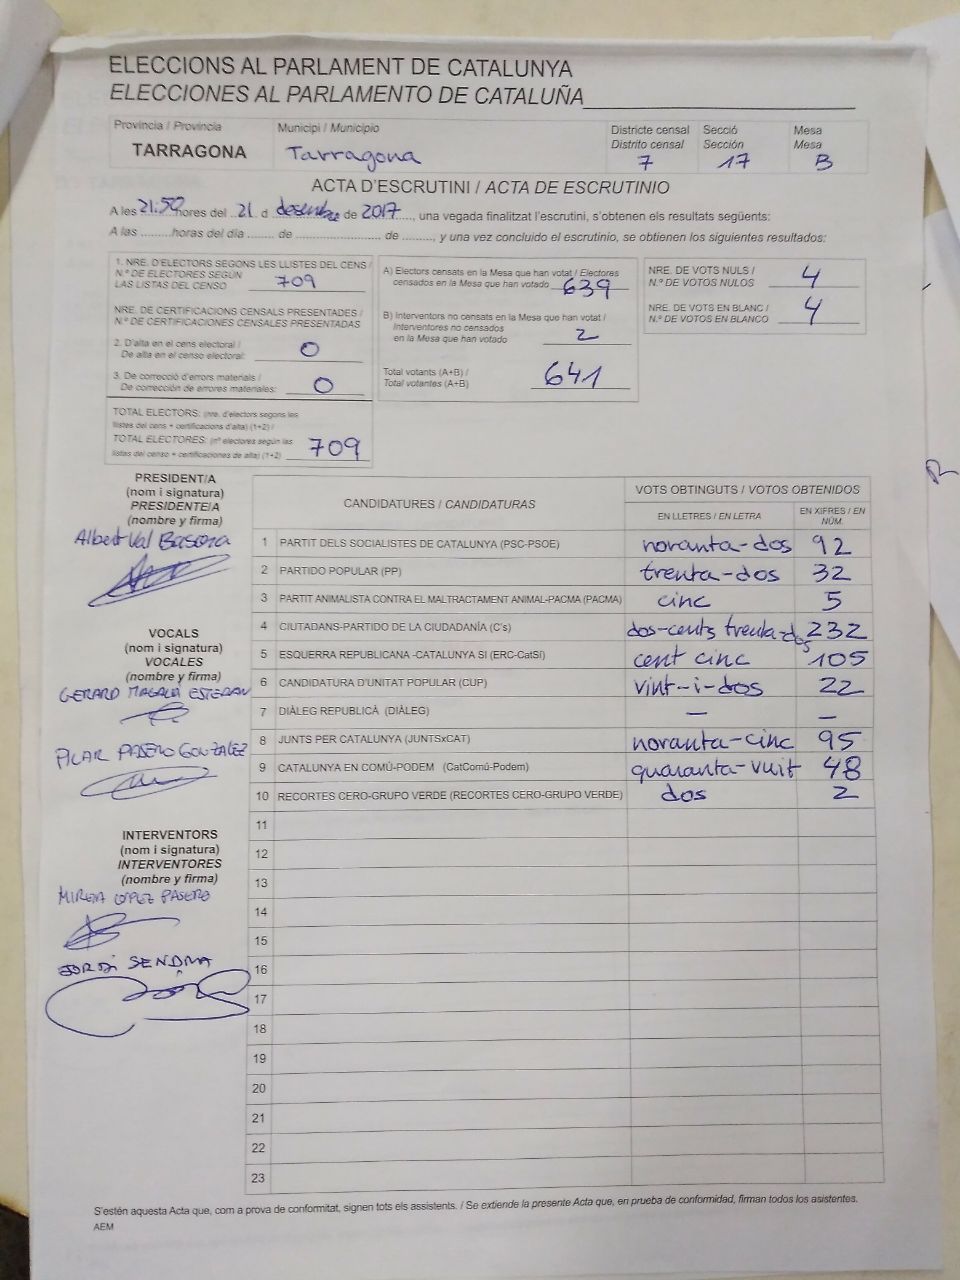 ELECCIONS AL PARLAMENT DE CATALUNYA
ELECCIONES AL PARLAMENTO DE CATALUÑA
Província / Provincia
TARRAGONA
Municipi / Municipio
Tarragona
Districte censal
Distrito censal
7
Secció
Sección
17
Mesa
Mesa
B
ACTA D'ESCRUTINI / ACTA DE ESCRUTINIO
A les 21:50 hores del 21 d desembre de 2017, una vegada finalitzat l'escrutini, s'obtenen els resultats següents:
A las .........horas del día ....... de ....................... de ........, y una vez concluido el escrutinio, se obtienen los siguientes resultados:
1. NRE. D'ELECTORS SEGONS LES LLISTES DEL CENS /
N.º DE ELECTORES SEGÚN
LAS LISTAS DEL CENSO 709
NRE. DE CERTIFICACIONS CENSALS PRESENTADES /
N.º DE CERTIFICACIONES CENSALES PRESENTADAS
2. D'alta en el cens electoral /
De alta en el censo electoral: 0
3. De correcció d'errors materials /
De corrección de errores materiales: 0
TOTAL ELECTORS: (nre. d'electors segons les
llistes del cens + certificacions d'alta) (1+2) /
TOTAL ELECTORES: (nº electores según las
listas del censo + certificaciones de alta) (1+2) 709
A) Electors censats en la Mesa que han votat / Electores
censados en la Mesa que han votado 639
B) Interventors no censats en la Mesa que han votat /
Interventores no censados
en la Mesa que han votado 2
Total votants (A+B) /
Total votantes (A+B) 641
NRE. DE VOTS NULS /
N.º DE VOTOS NULOS 4
NRE. DE VOTS EN BLANC /
N.º DE VOTOS EN BLANCO 4
PRESIDENT/A
(nom i signatura)
PRESIDENTE/A
(nombre y firma)
Albert Val
VOCALS
(nom i signatura)
VOCALES
(nombre y firma)
GERARD ESTEBAN
PILAR PASERO GONZALEZ
INTERVENTORS
(nom i signatura)
INTERVENTORES
(nombre y firma)
MIREIA LOPEZ PASERO
JORDI
CANDIDATURES / CANDIDATURAS
VOTS OBTINGUTS / VOTOS OBTENIDOS
EN LLETRES / EN LETRA
EN XIFRES / EN NÚM.
1 PARTIT DELS SOCIALISTES DE CATALUNYA (PSC-PSOE) noranta-dos 92
2 PARTIDO POPULAR (PP) trenta-dos 32
3 PARTIT ANIMALISTA CONTRA EL MALTRACTAMENT ANIMAL-PACMA (PACMA) cinc 5
4 CIUTADANS-PARTIDO DE LA CIUDADANÍA (C's) dos-cents trenta-dos 232
5 ESQUERRA REPUBLICANA -CATALUNYA SI (ERC-CatSí) cent cinc 105
6 CANDIDATURA D'UNITAT POPULAR (CUP) vint-i-dos 22
7 DIÀLEG REPUBLICÀ (DIÀLEG) — —
8 JUNTS PER CATALUNYA (JUNTSxCAT) noranta-cinc 95
9 CATALUNYA EN COMÚ-PODEM (CatComú-Podem) quaranta-vuit 48
10 RECORTES CERO-GRUPO VERDE (RECORTES CERO-GRUPO VERDE) dos 2
11
12
13
14
15
16
17
18
19
20
21
22
23
S'estén aquesta Acta que, com a prova de conformitat, signen tots els assistents. / Se extiende la presente Acta que, en prueba de conformidad, firman todos los asistentes.
AEM